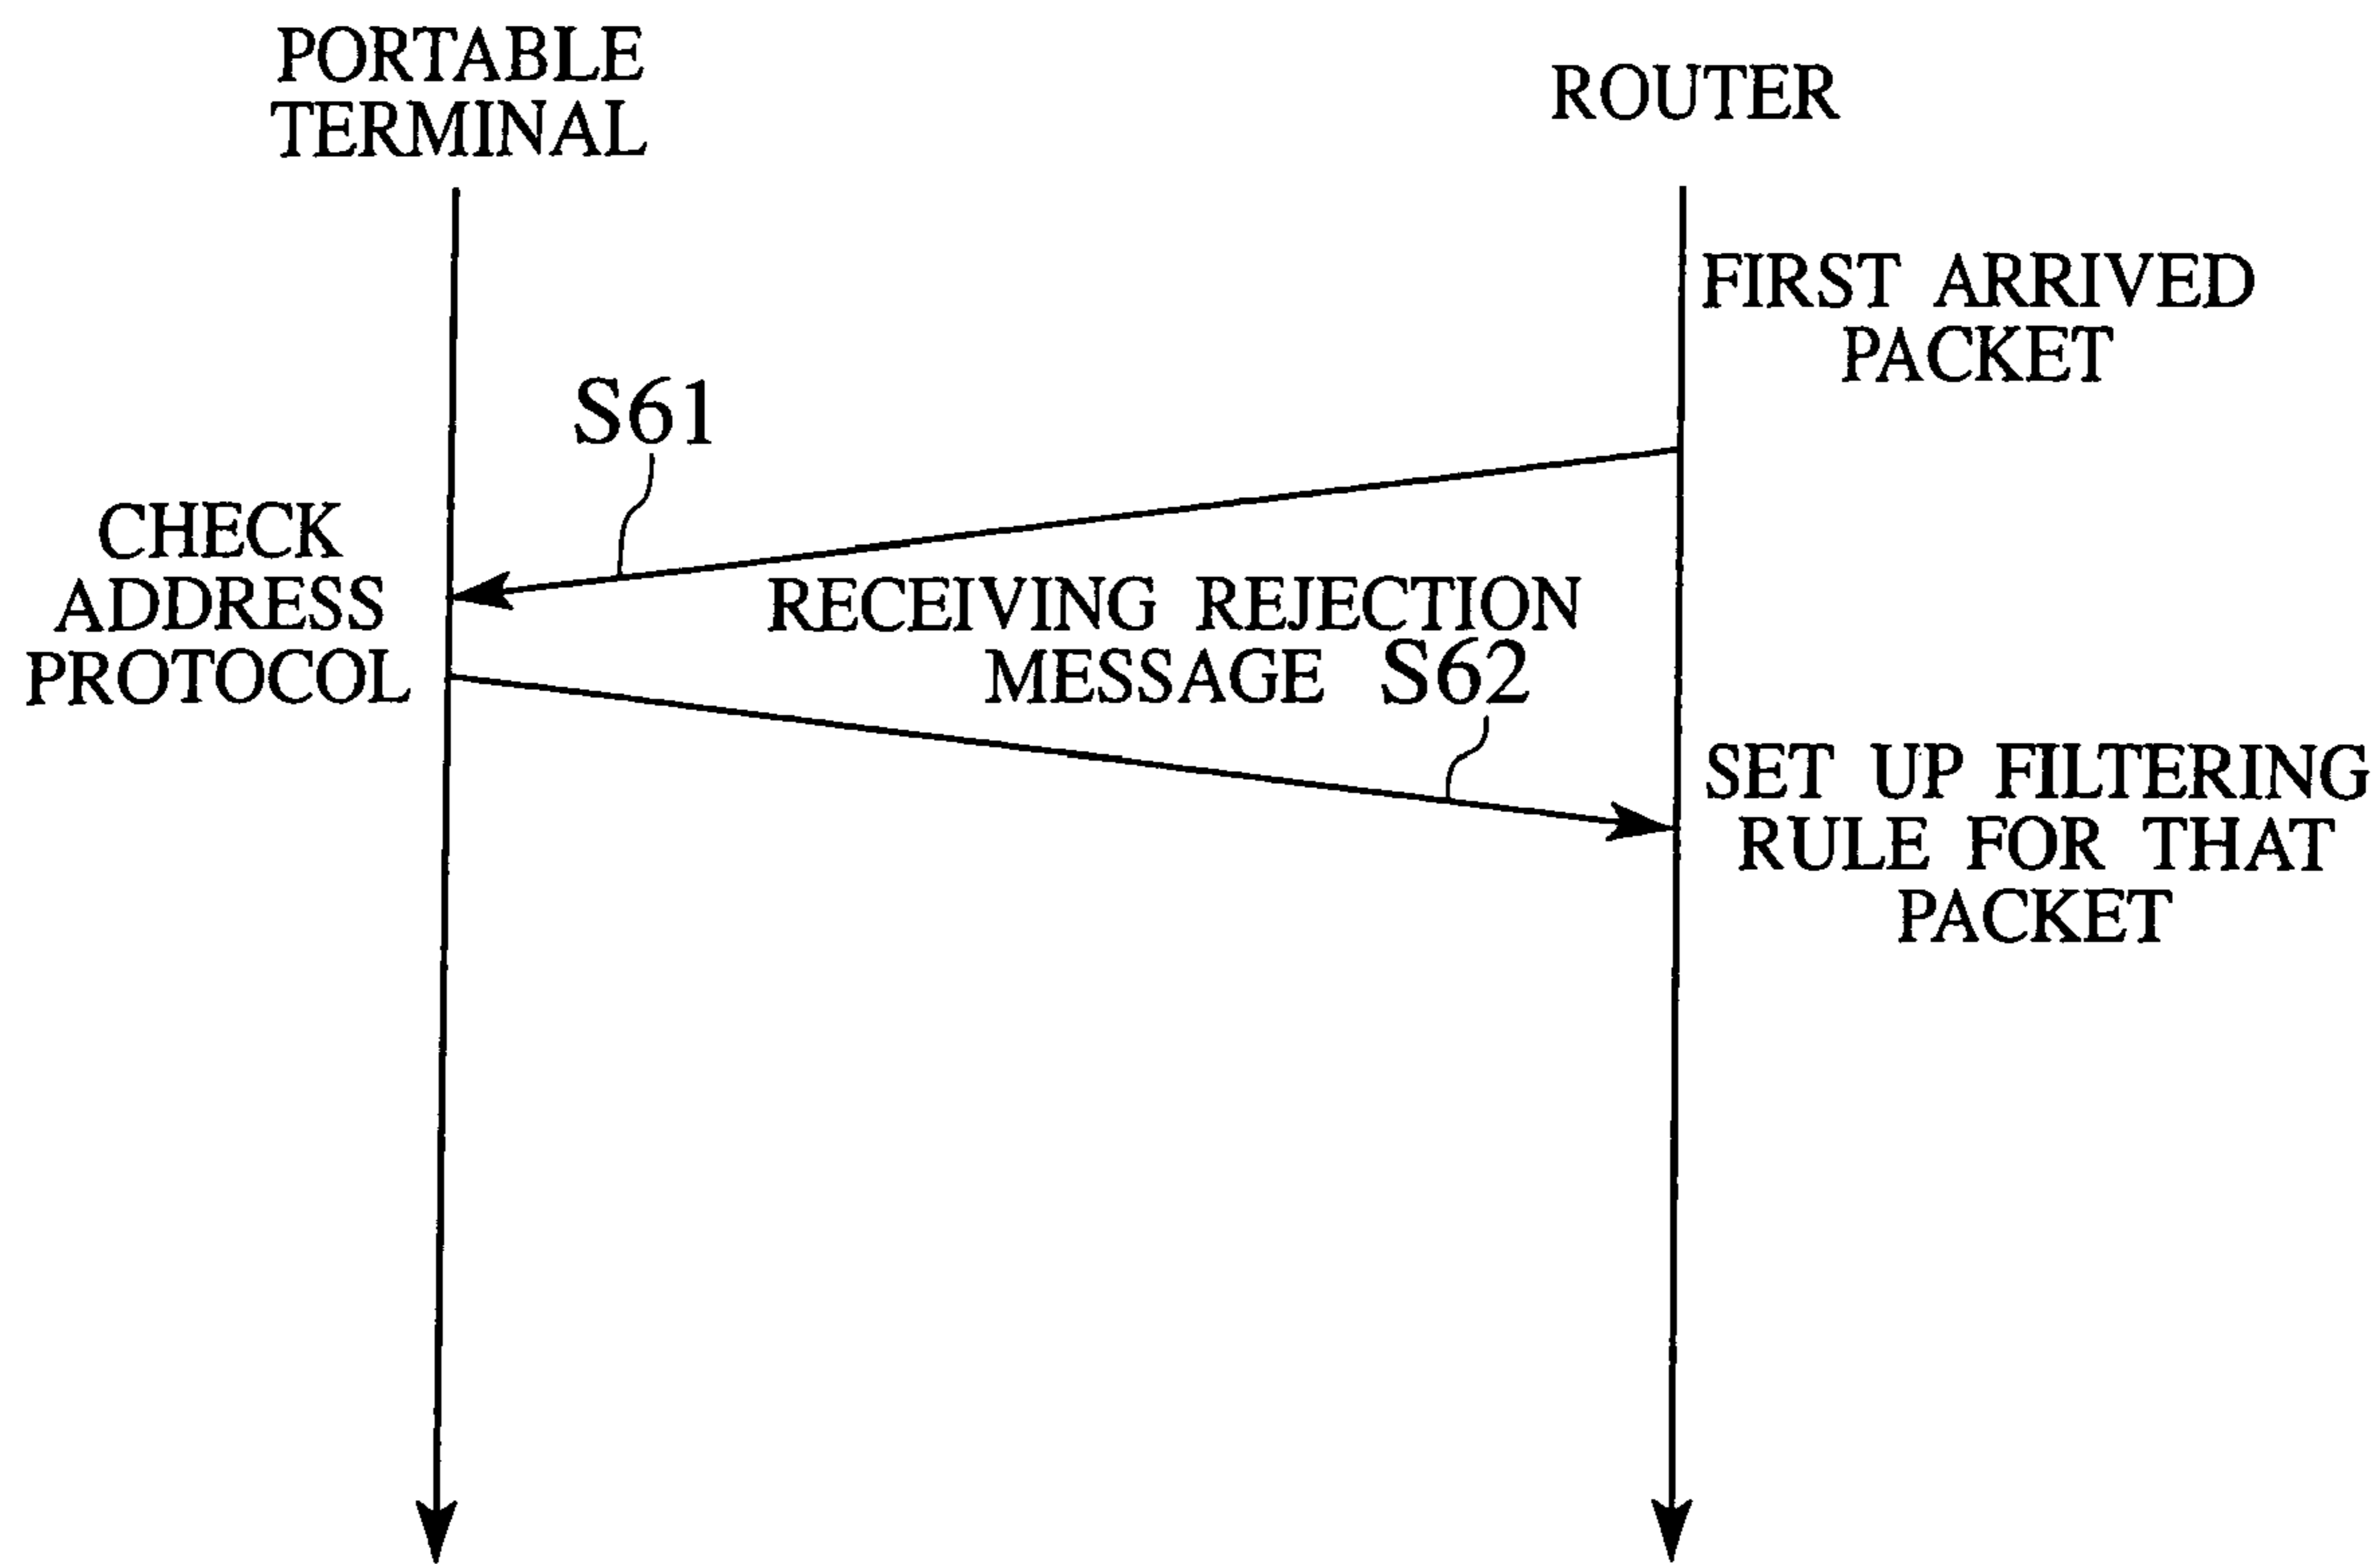 PORTABLE
TERMINAL
ROUTER
FIRST ARRIVED
PACKET
S61
CHECK
ADDRESS
PROTOCOL
RECEIVING REJECTION
MESSAGE S62
SET UP FILTERING
RULE FOR THAT
PACKET